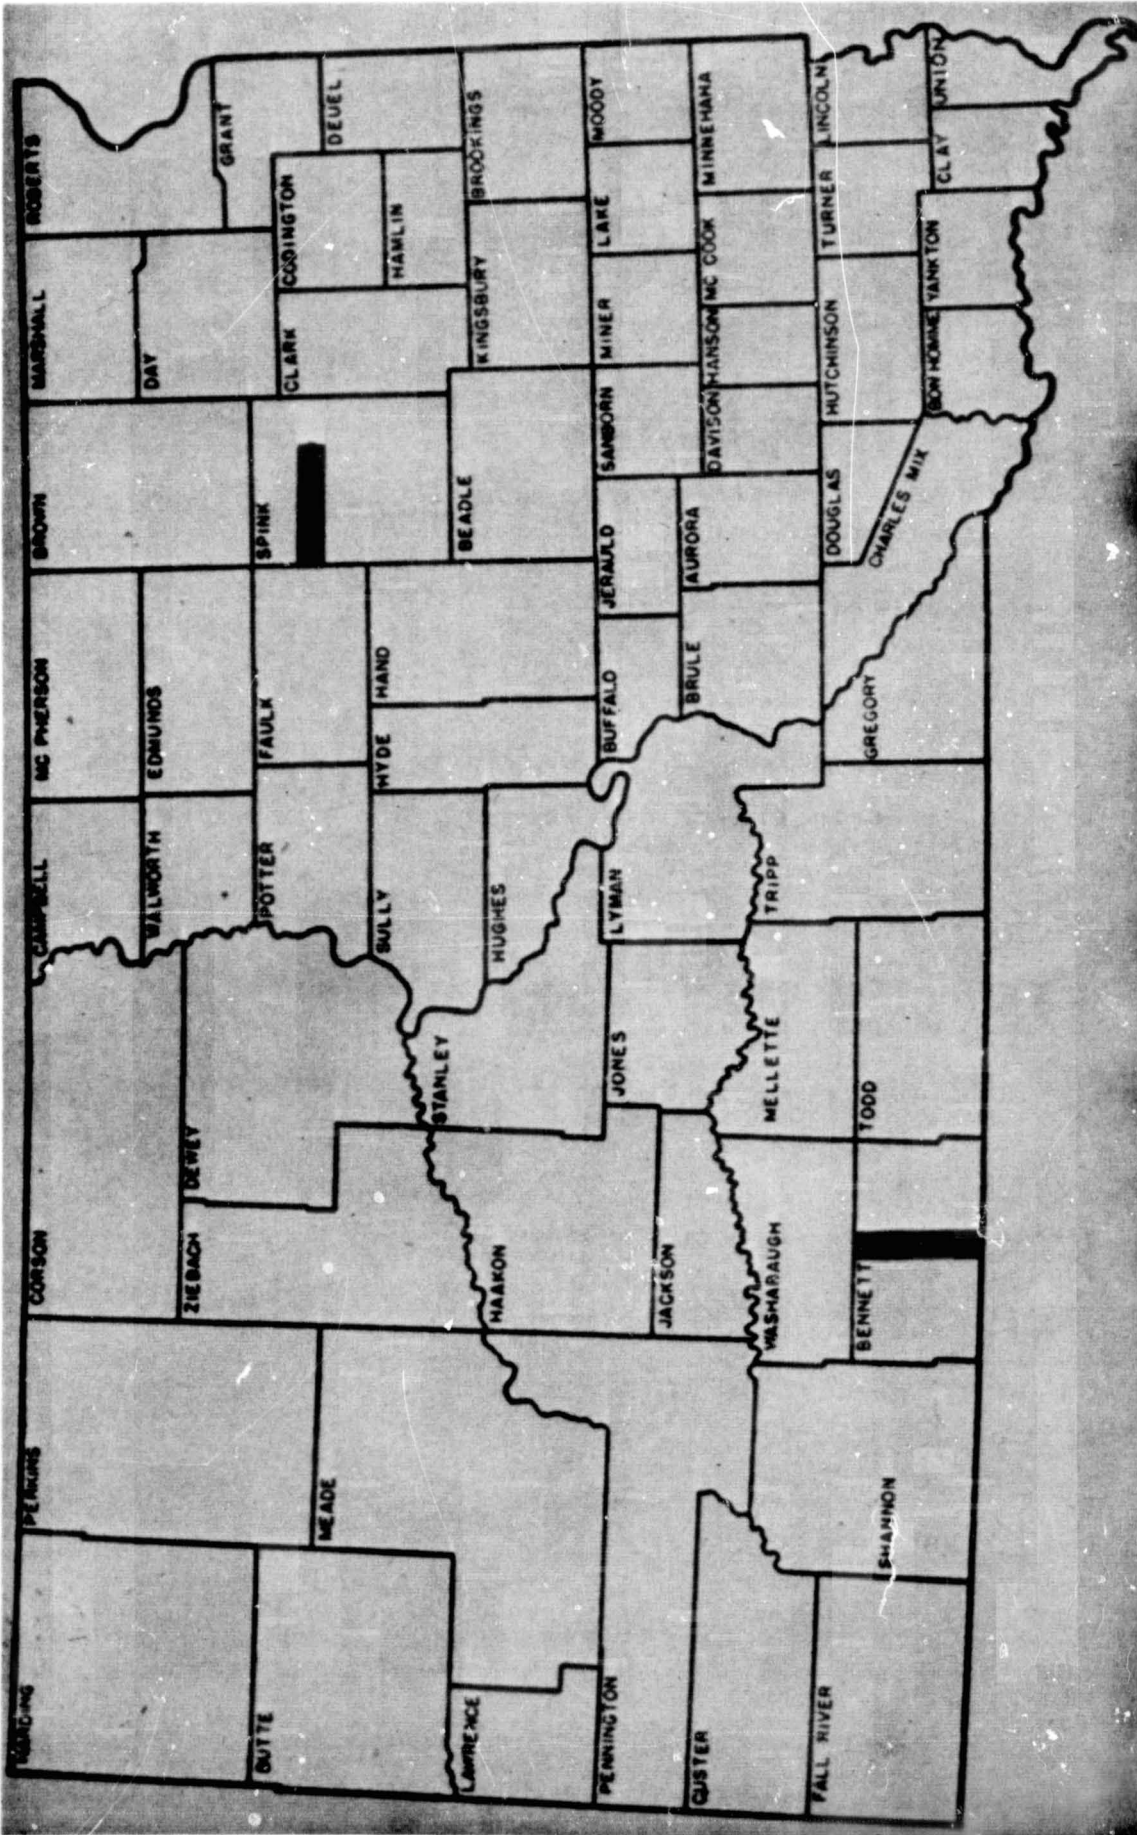 HARDING
PERKINS
CORSON
CAMPBELL
MC PHERSON
BROWN
MARSHALL
ROBERTS
WALWORTH
EDMUNDS
DAY
ZIEBACH
DEWEY
GRANT
BUTTE
POTTER
FAULK
SPINK
CLARK
CODINGTON
MEADE
DEUEL
SULLY
HYDE
HAND
HAMLIN
STANLEY
LAWRENCE
BEADLE
KINGSBURY
BROOKINGS
HAAKON
HUGHES
PENNINGTON
JONES
LYMAN
BUFFALO
JERAULD
SANBORN
MINER
LAKE
MOODY
JACKSON
CUSTER
BRULE
AURORA
DAVISON
HANSON
MC COOK
MINNEHAHA
WASHABAUGH
MELLETTE
TRIPP
FALL RIVER
DOUGLAS
HUTCHINSON
TURNER
LINCOLN
SHANNON
BENNETT
TODD
GREGORY
CHARLES MIX
BON HOMME
YANKTON
CLAY
UNION